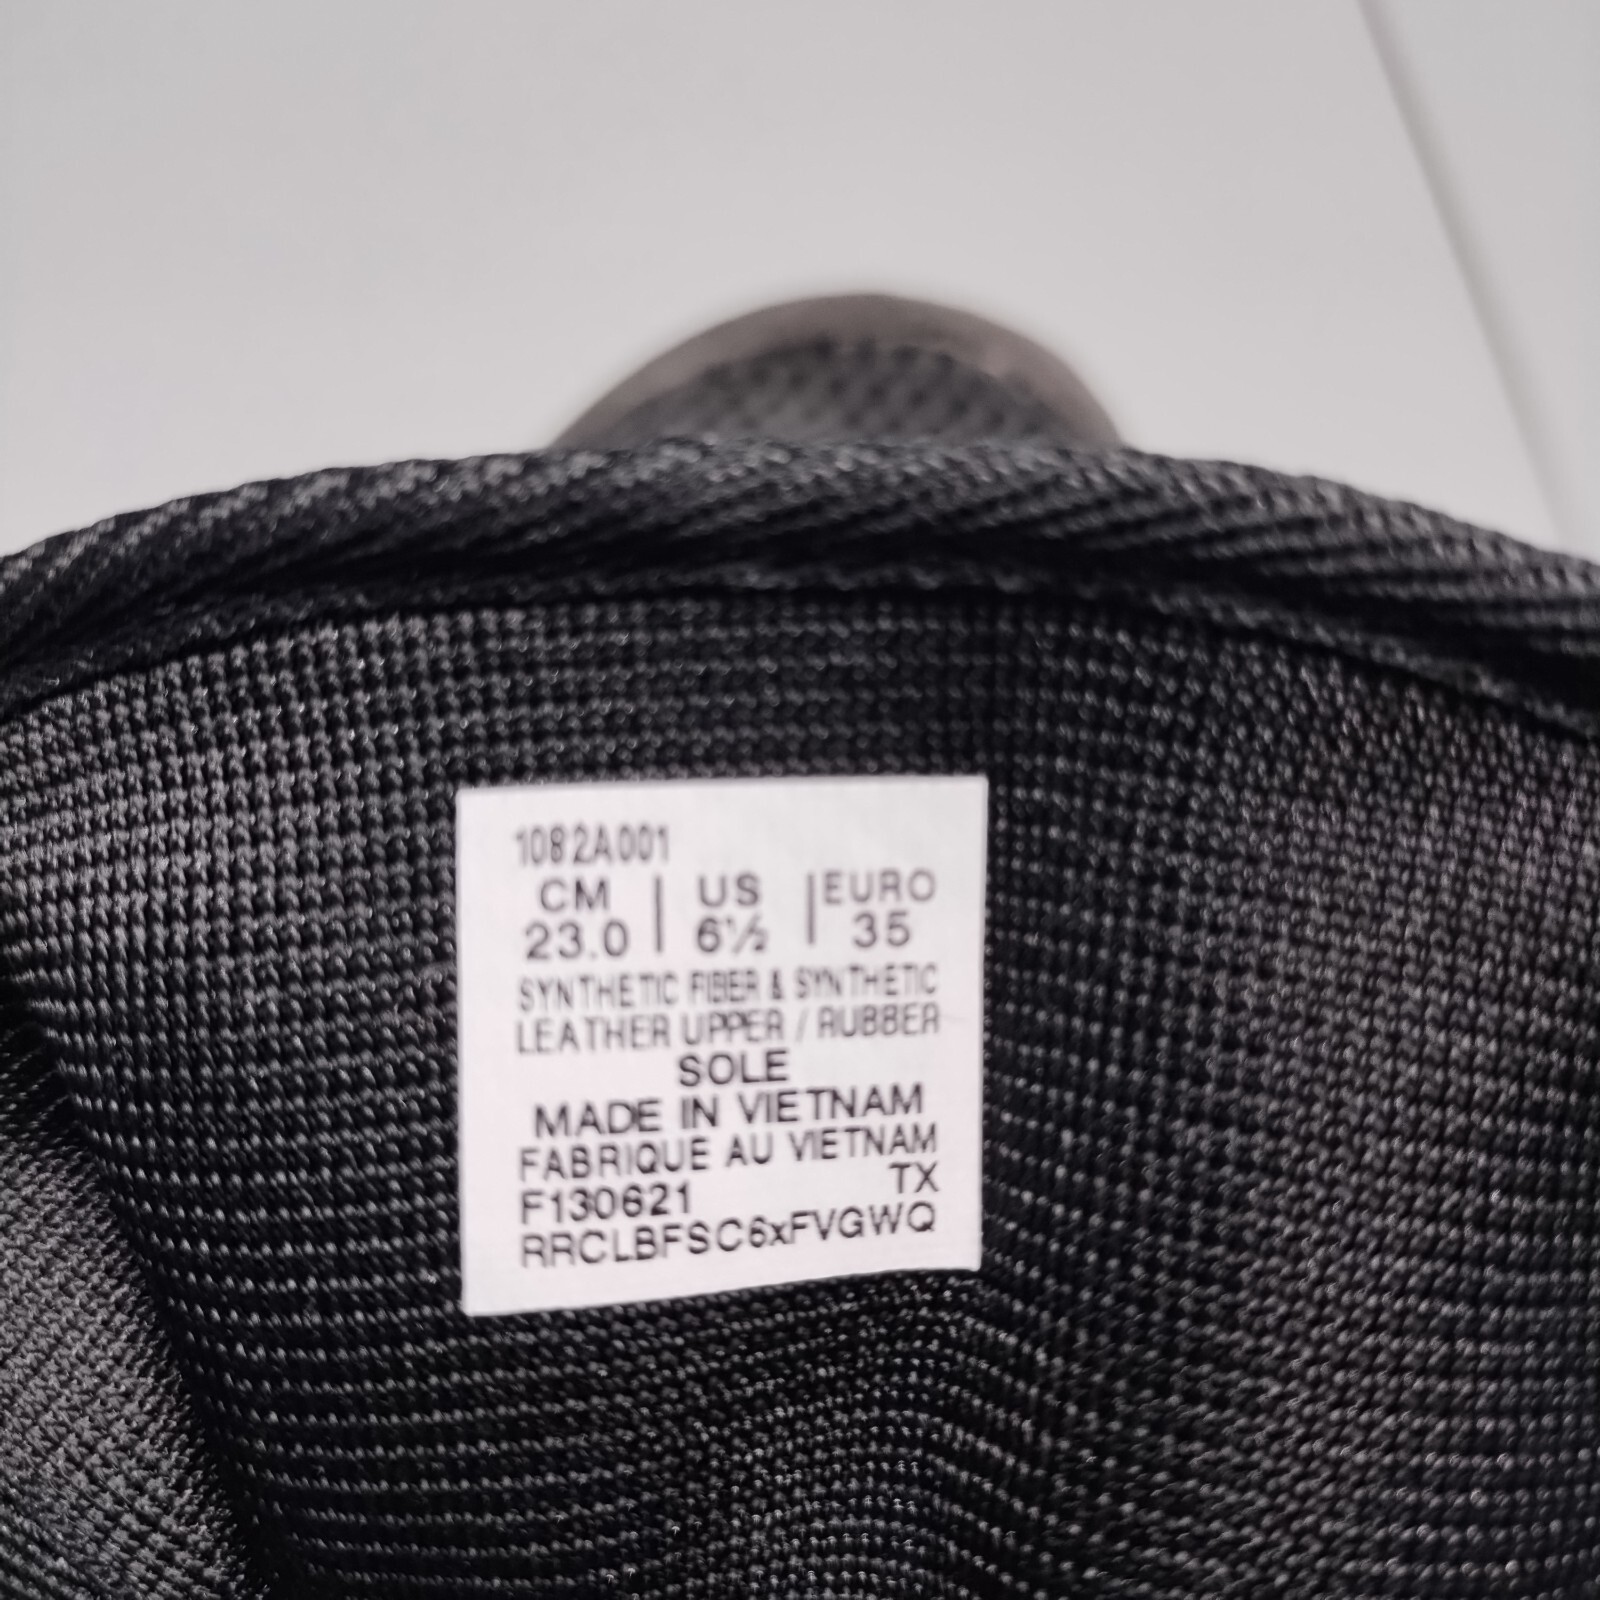 1082A001
CM | US | EURO
23.0 | 6½ | 35
SYNTHETIC FIBER & SYNTHETIC
LEATHER UPPER / RUBBER
SOLE
MADE IN VIETNAM
FABRIQUE AU VIETNAM
F130621 TX
RRCLBFSC6xFVGWQ